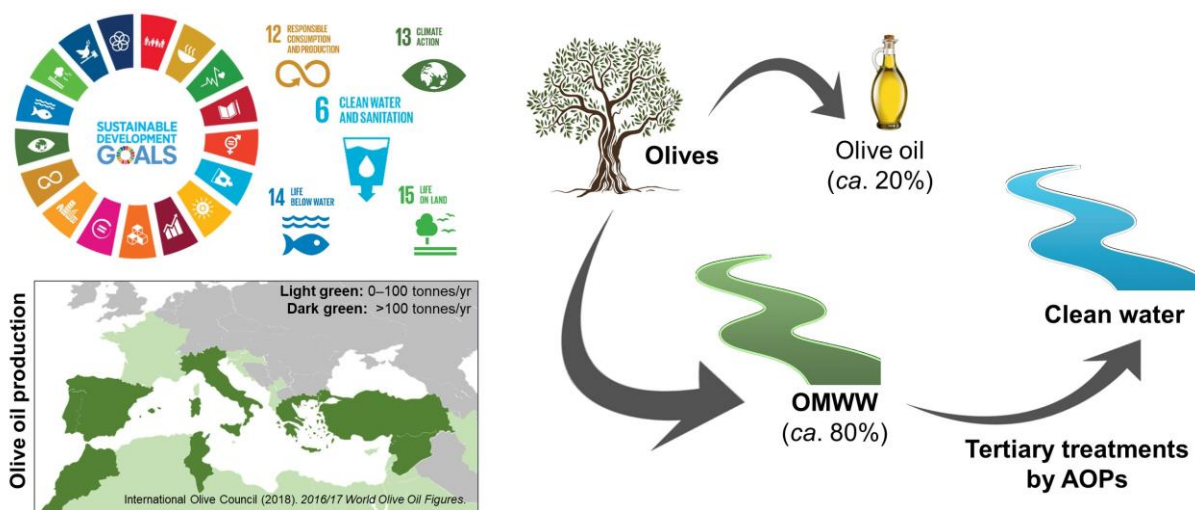 SUSTAINABLE
DEVELOPMENT
GOALS
12 RESPONSIBLE
CONSUMPTION
AND PRODUCTION
13 CLIMATE
ACTION
6 CLEAN WATER
AND SANITATION
14 LIFE
BELOW WATER
15 LIFE
ON LAND
Olive oil production
Light green: 0–100 tonnes/yr
Dark green: >100 tonnes/yr
International Olive Council (2018). 2016/17 World Olive Oil Figures.
Olives
Olive oil
(ca. 20%)
OMWW
(ca. 80%)
Clean water
Tertiary treatments
by AOPs